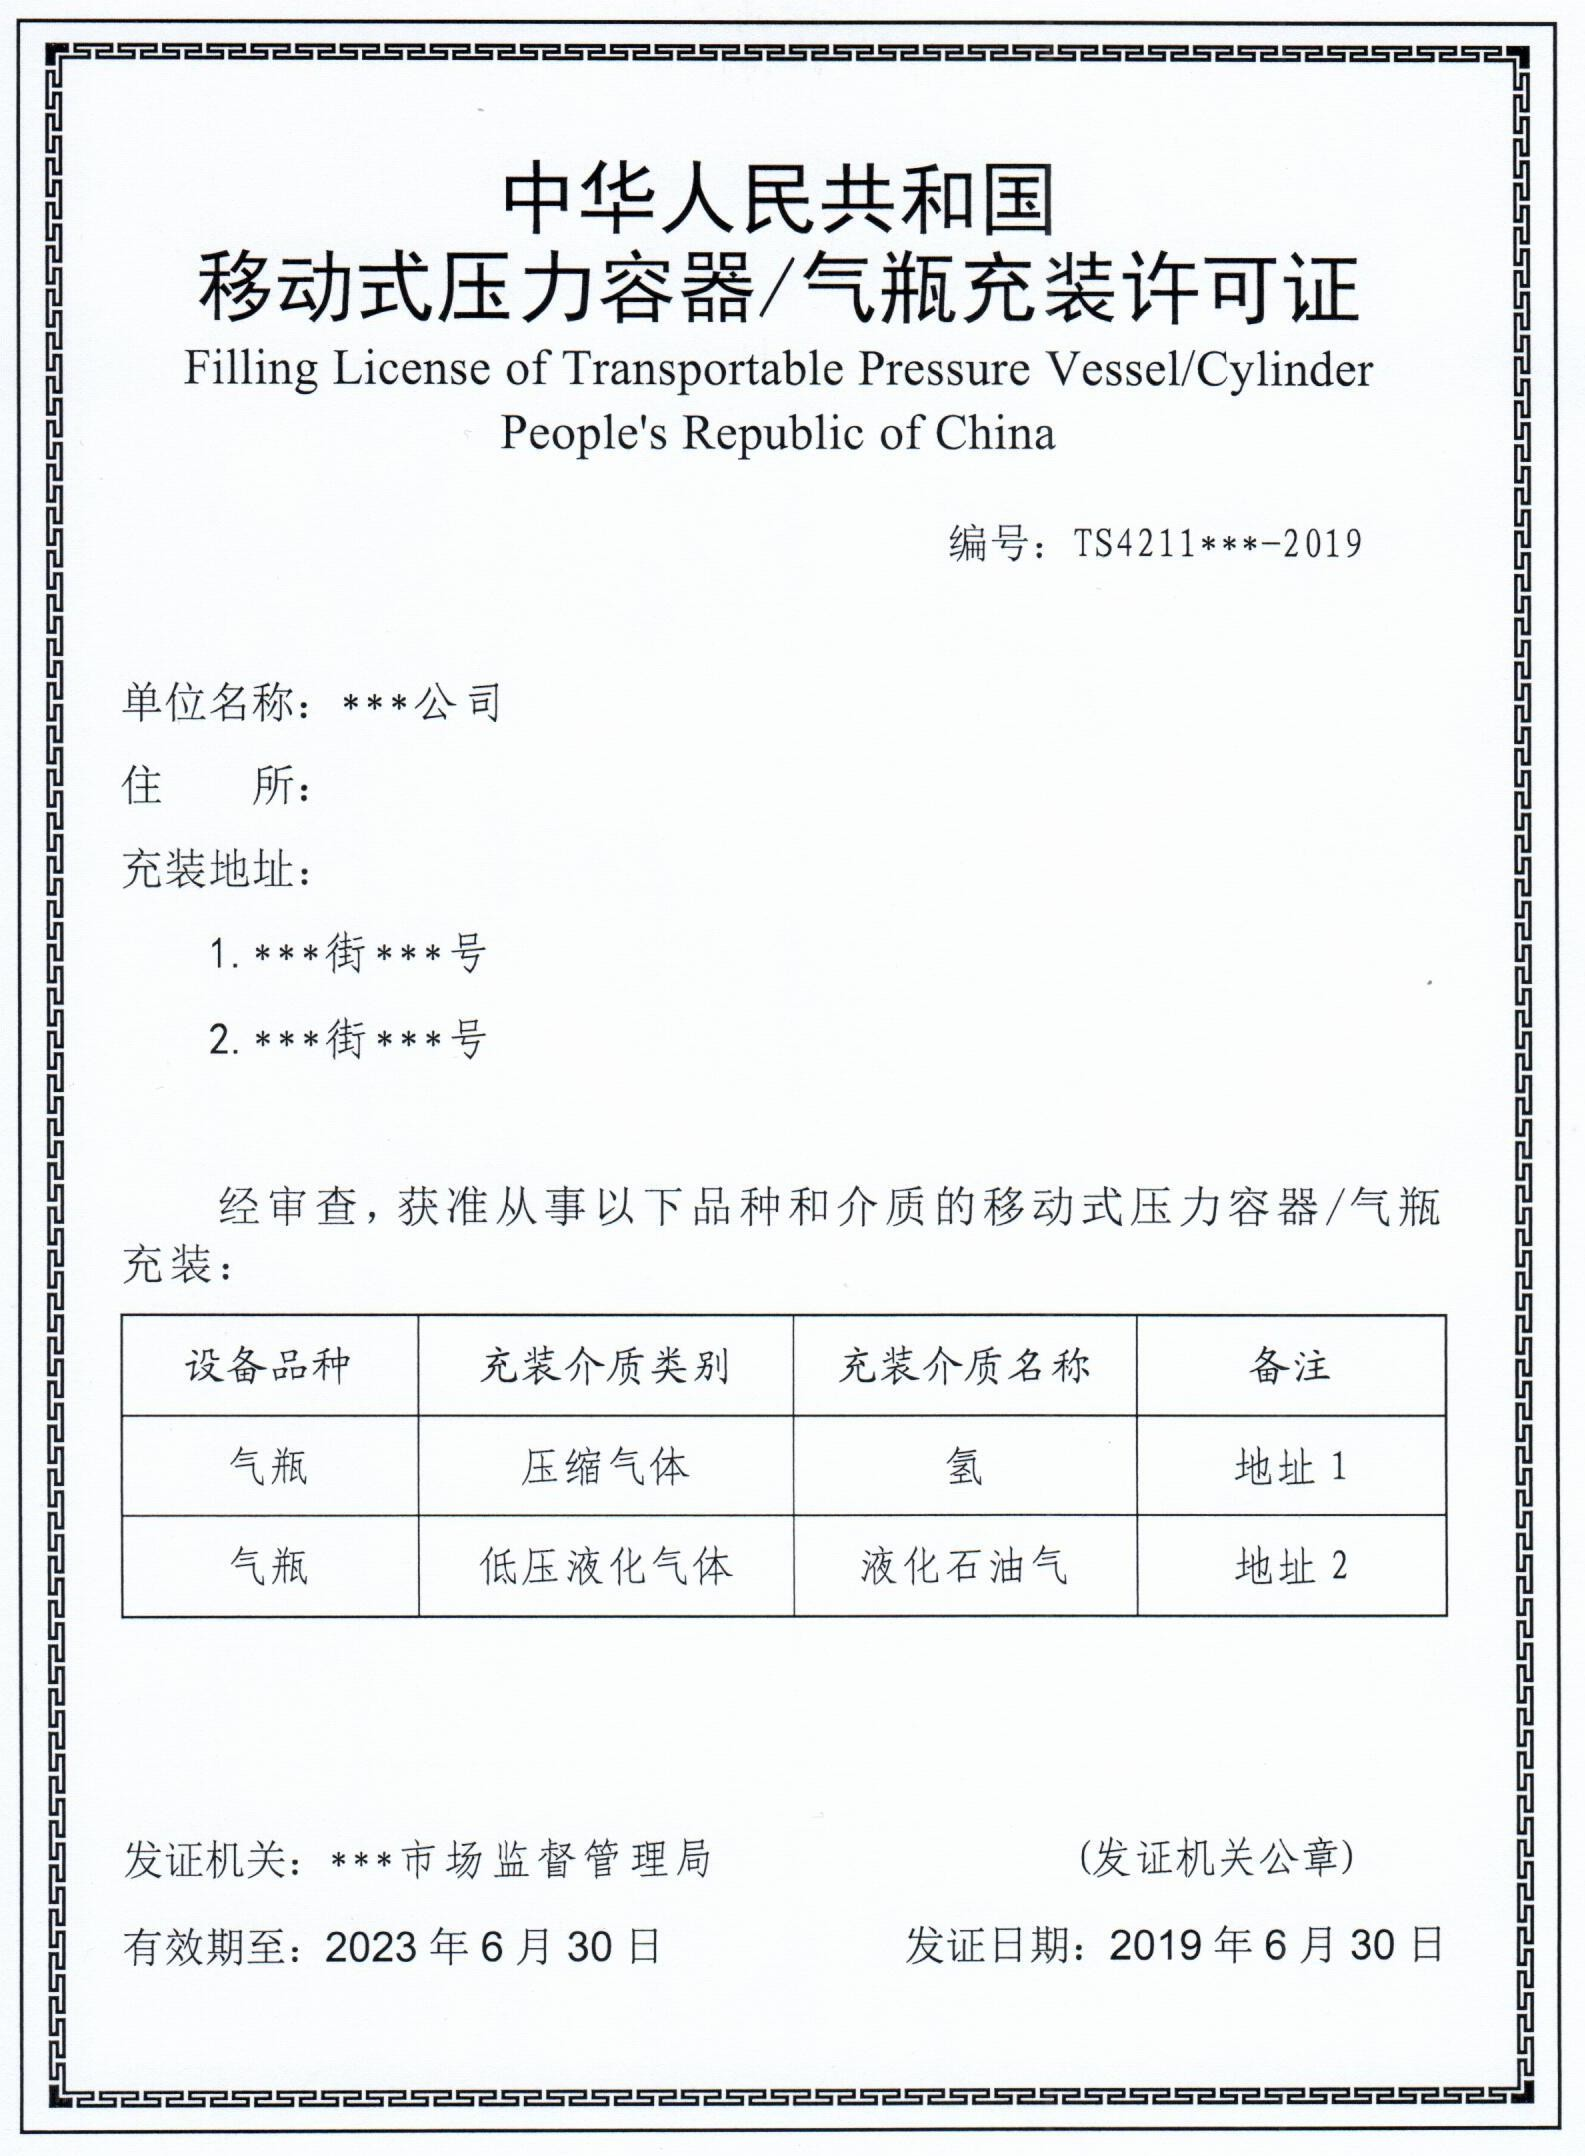 中华人民共和国
移动式压力容器/气瓶充装许可证
Filling License of Transportable Pressure Vessel/Cylinder
People's Republic of China
编号：TS4211***-2019
单位名称：***公司
住 所：
充装地址：
1.***街***号
2.***街***号
经审查，获准从事以下品种和介质的移动式压力容器/气瓶
充装：
设备品种 充装介质类别 充装介质名称 备注
气瓶 压缩气体 氢 地址 1
气瓶 低压液化气体 液化石油气 地址 2
发证机关：***市场监督管理局 (发证机关公章)
有效期至：2023 年 6 月 30 日 发证日期：2019 年 6 月 30 日